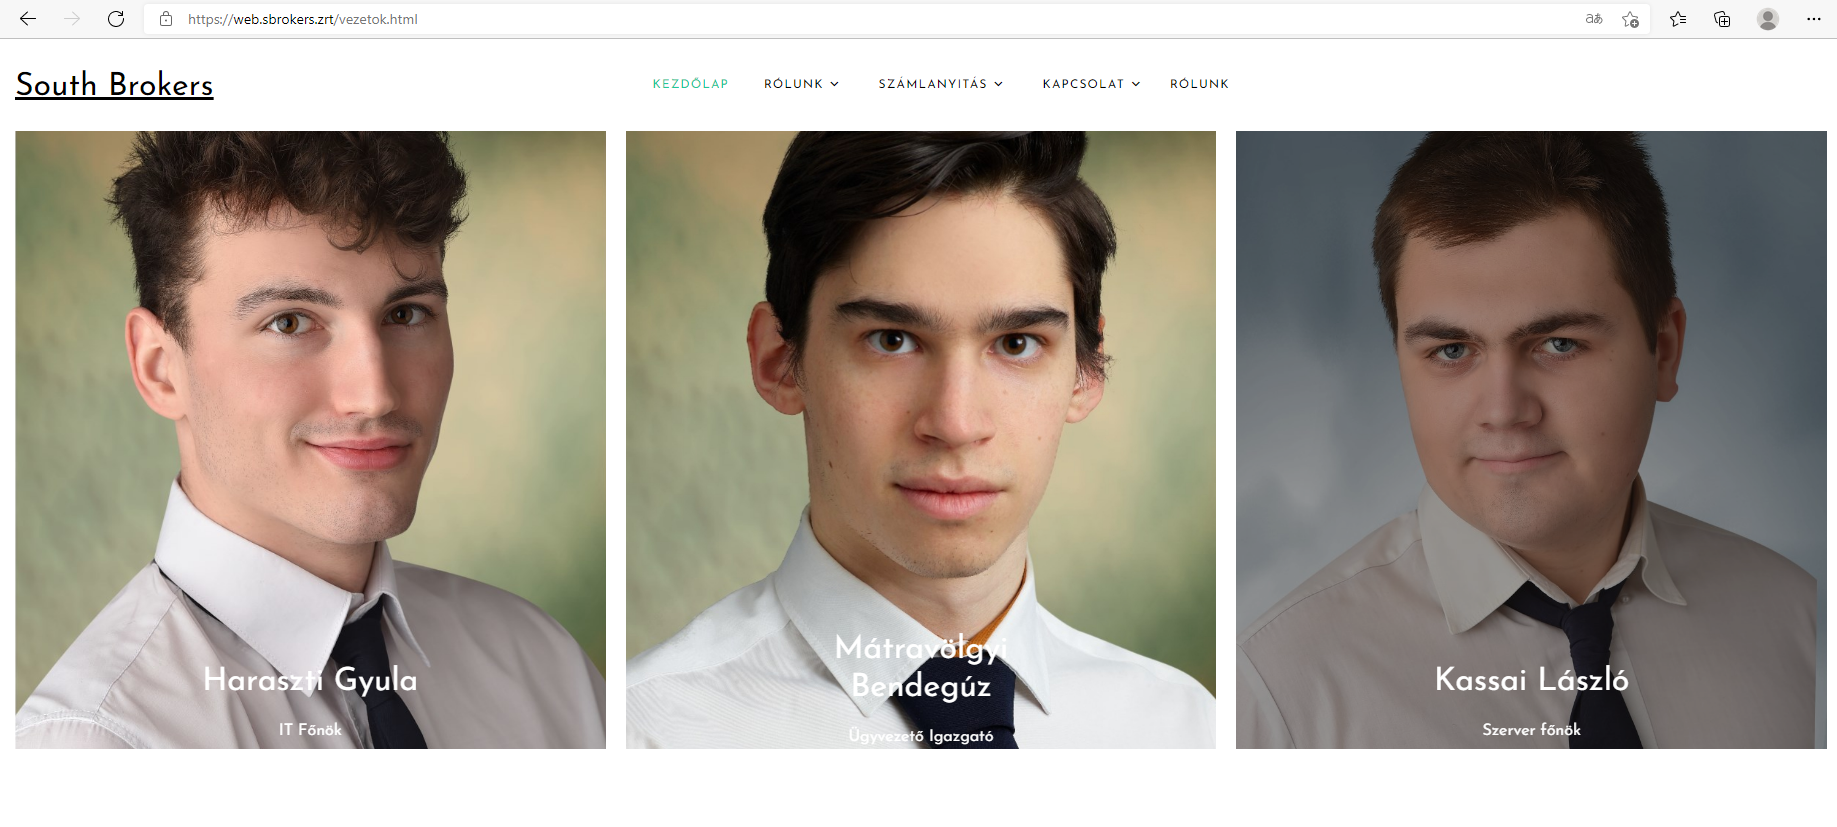 https://web.sbrokers.zrt/vezetok.html
South Brokers
KEZDŐLAP RÓLUNK SZÁMLANYITÁS KAPCSOLAT RÓLUNK
Haraszti Gyula
IT Főnök
Mátravölgyi
Bendegúz
Ügyvezető Igazgató
Kassai László
Szerver főnök